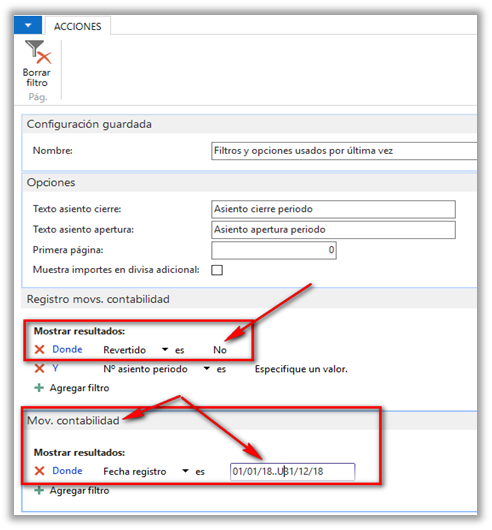 ACCIONES
Borrar
filtro
Pág.
Configuración guardada
Nombre: Filtros y opciones usados por última vez
Opciones
Texto asiento cierre: Asiento cierre periodo
Texto asiento apertura: Asiento apertura periodo
Primera página: 0
Muestra importes en divisa adicional:
Registro movs. contabilidad
Mostrar resultados:
Donde Revertido es No
Y Nº asiento periodo es Especifique un valor.
Agregar filtro
Mov. contabilidad
Mostrar resultados:
Donde Fecha registro es 01/01/18..U31/12/18
Agregar filtro